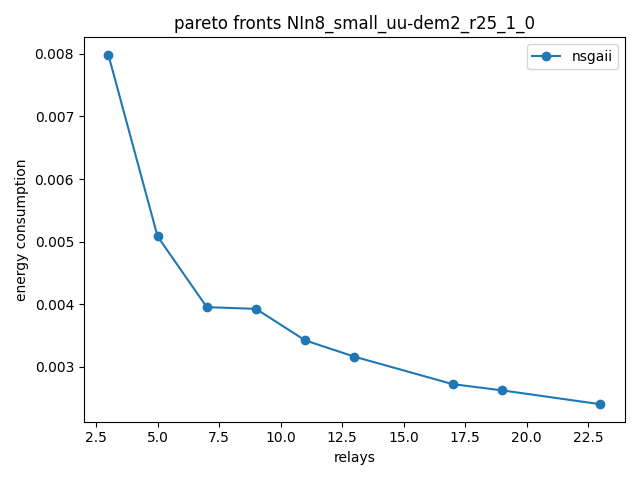 pareto fronts NIn8_small_uu-dem2_r25_1_0
nsgaii
energy consumption
0.008
0.007
0.006
0.005
0.004
0.003
2.5 5.0 7.5 10.0 12.5 15.0 17.5 20.0 22.5
relays